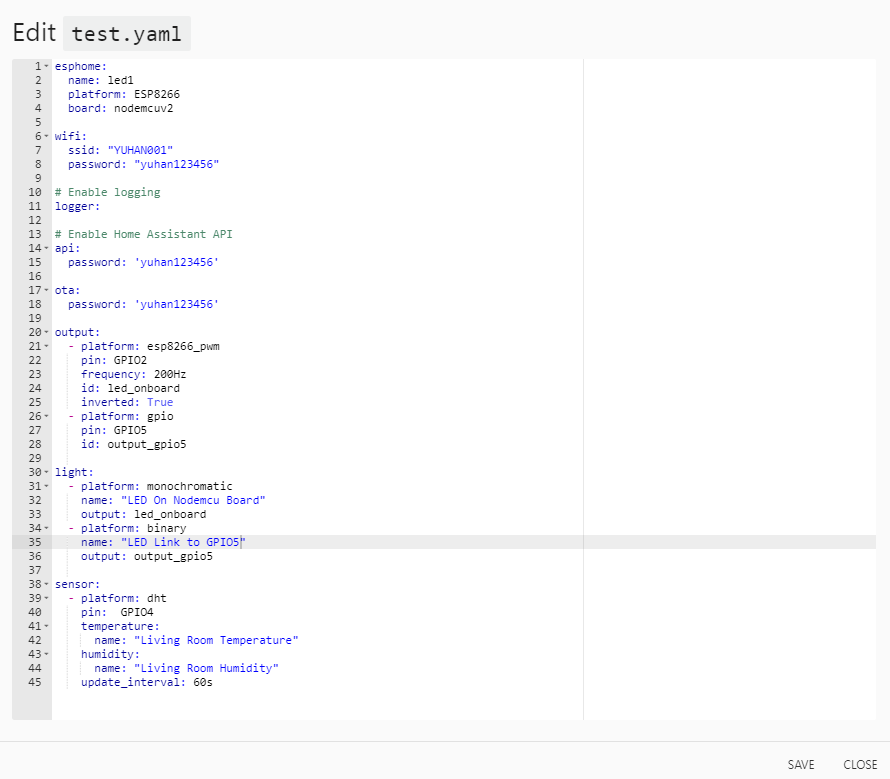 Edit test.yaml
1 esphome:
2   name: led1
3   platform: ESP8266
4   board: nodemcuv2
5
6 wifi:
7   ssid: "YUHAN001"
8   password: "yuhan123456"
9
10 # Enable logging
11 logger:
12
13 # Enable Home Assistant API
14 api:
15   password: 'yuhan123456'
16
17 ota:
18   password: 'yuhan123456'
19
20 output:
21   - platform: esp8266_pwm
22     pin: GPIO2
23     frequency: 200Hz
24     id: led_onboard
25     inverted: True
26   - platform: gpio
27     pin: GPIO5
28     id: output_gpio5
29
30 light:
31   - platform: monochromatic
32     name: "LED On Nodemcu Board"
33     output: led_onboard
34   - platform: binary
35     name: "LED Link to GPIO5"
36     output: output_gpio5
37
38 sensor:
39   - platform: dht
40     pin:  GPIO4
41     temperature:
42       name: "Living Room Temperature"
43     humidity:
44       name: "Living Room Humidity"
45     update_interval: 60s
SAVE CLOSE